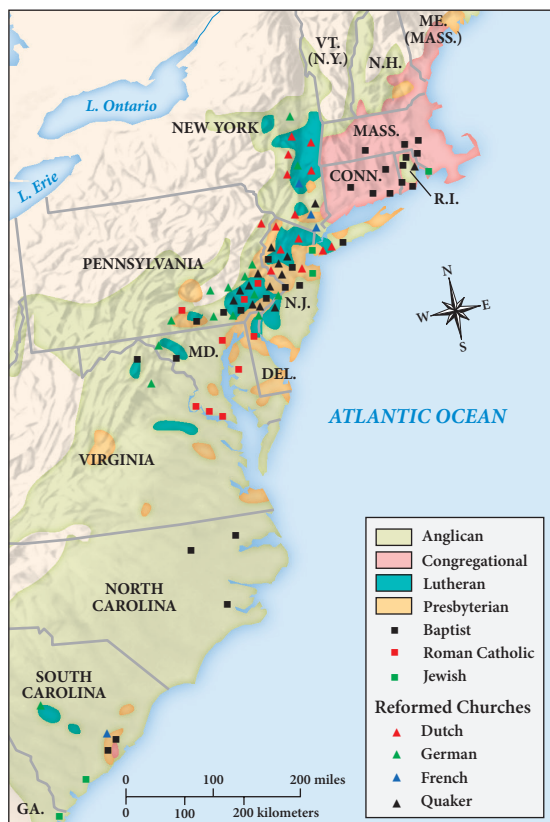 ME.
(MASS.)
VT.
(N.Y.)
N.H.
L. Ontario
NEW YORK
MASS.
L. Erie
CONN.
R.I.
PENNSYLVANIA
N.J.
N
W
E
S
MD.
DEL.
ATLANTIC OCEAN
VIRGINIA
NORTH
CAROLINA
SOUTH
CAROLINA
GA.
0 100 200 miles
0 100 200 kilometers
Anglican
Congregational
Lutheran
Presbyterian
Baptist
Roman Catholic
Jewish
Reformed Churches
Dutch
German
French
Quaker